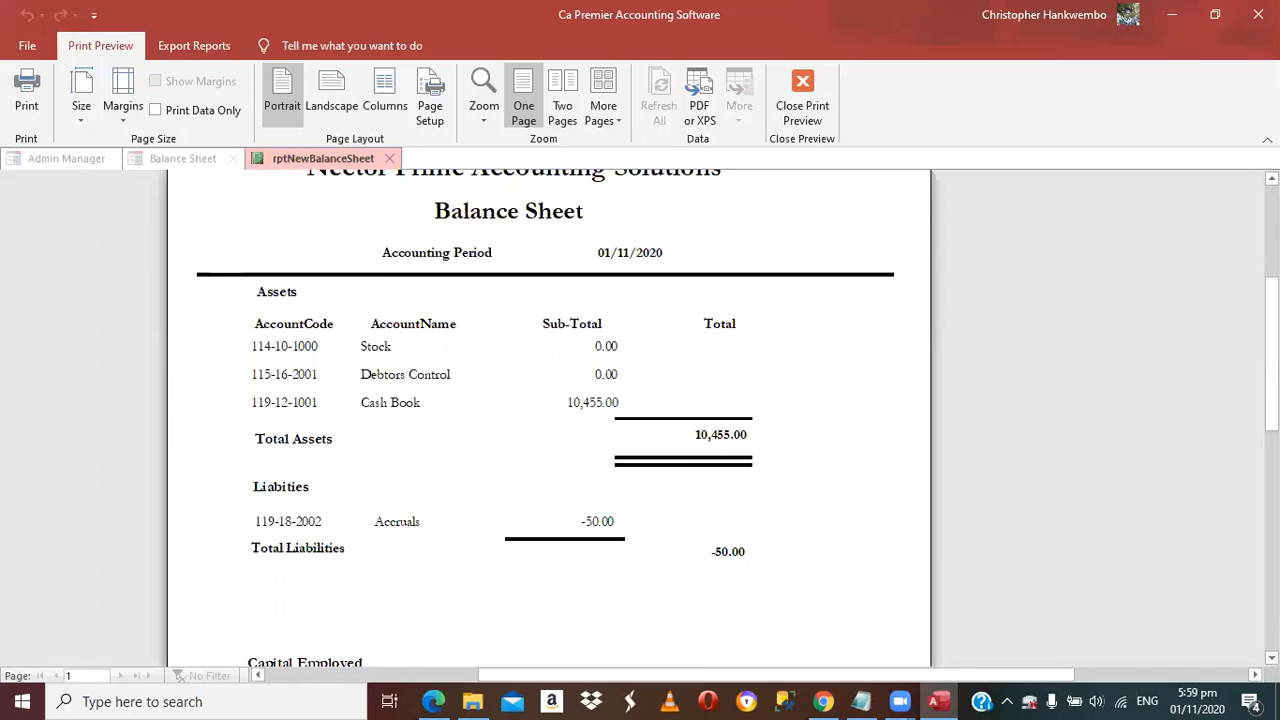 Ca Premier Accounting Software
Christopher Hankwembo
File
Print Preview
Export Reports
Tell me what you want to do
Print
Size
Margins
Show Margins
Print Data Only
Portrait
Landscape
Columns
Page Setup
Zoom
One Page
Two Pages
More Pages
Refresh All
PDF or XPS
More
Close Print Preview
Print
Page Size
Page Layout
Zoom
Data
Close Preview
Admin Manager
Balance Sheet
rptNewBalanceSheet
Nector Prime Accounting Solutions
Balance Sheet
Accounting Period 01/11/2020
Assets
AccountCode AccountName Sub-Total Total
114-10-1000 Stock 0.00
115-16-2001 Debtors Control 0.00
119-12-1001 Cash Book 10,455.00
Total Assets 10,455.00
Liabities
119-18-2002 Accruals -50.00
Total Liabilities -50.00
Capital Employed
Page: 1
No Filter
Type here to search
ENG
5:59 pm
01/11/2020
4